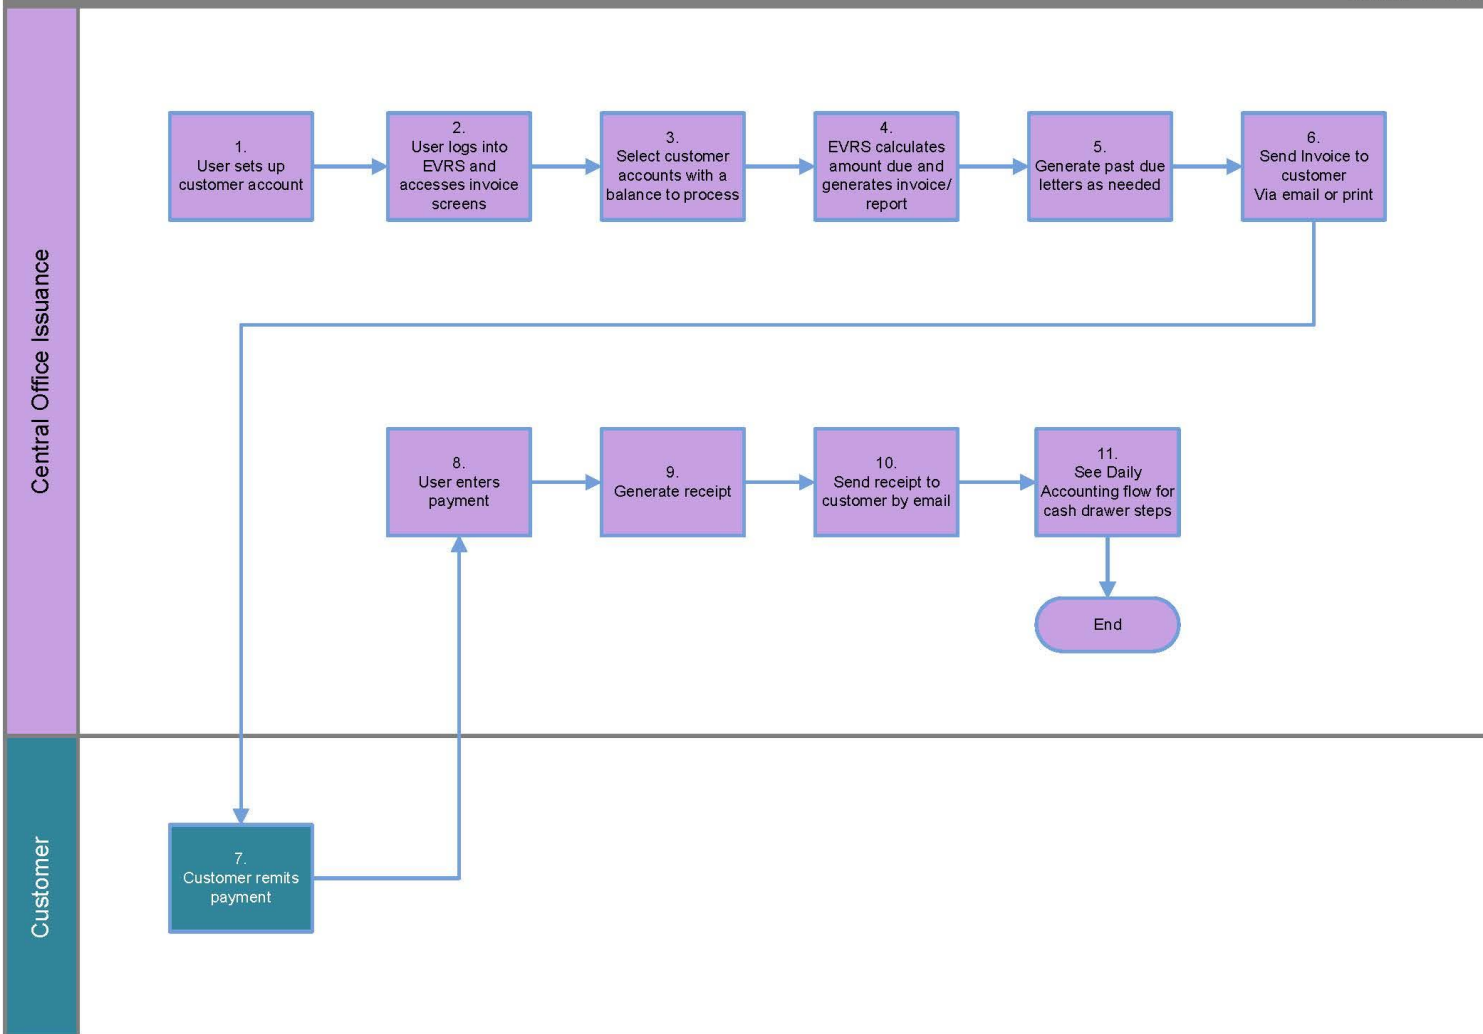 Central Office Issuance
1.
User sets up
customer account
2.
User logs into
EVRS and
accesses invoice
screens
3.
Select customer
accounts with a
balance to process
4.
EVRS calculates
amount due and
generates invoice/
report
5.
Generate past due
letters as needed
6.
Send Invoice to
customer
Via email or print
8.
User enters
payment
9.
Generate receipt
10.
Send receipt to
customer by email
11.
See Daily
Accounting flow for
cash drawer steps
End
Customer
7.
Customer remits
payment